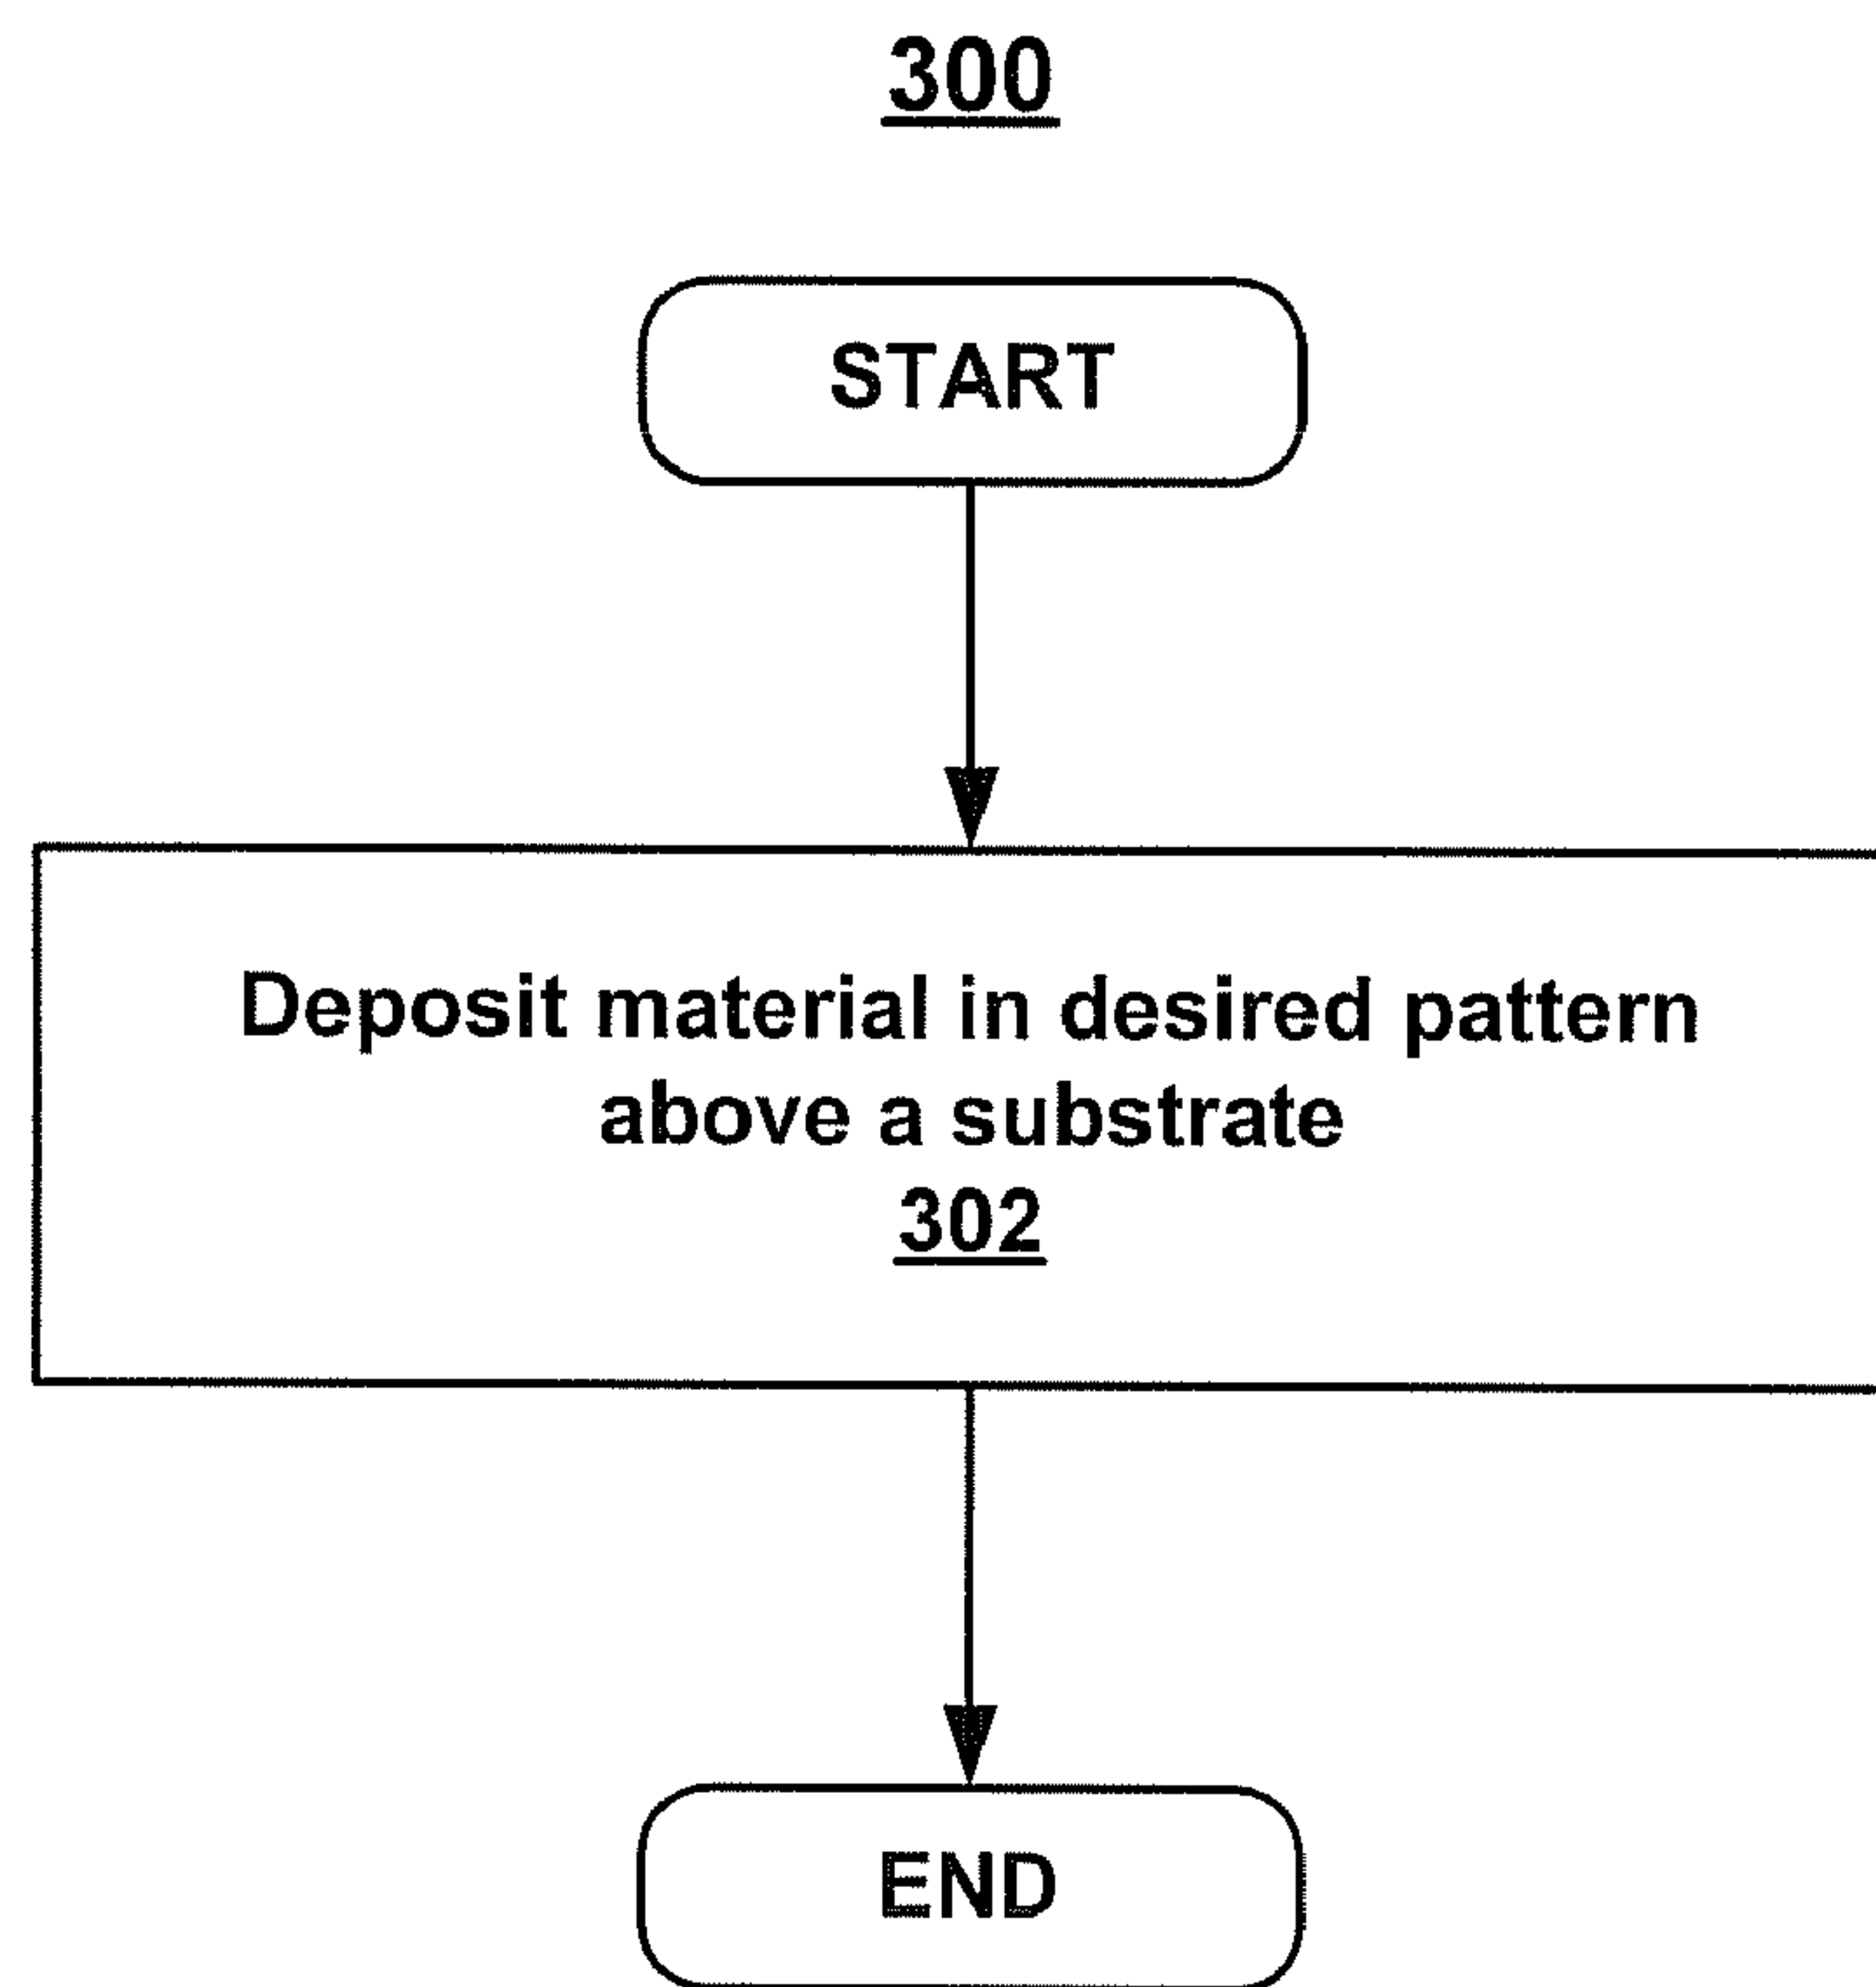 300
START
Deposit material in desired pattern
above a substrate
302
END